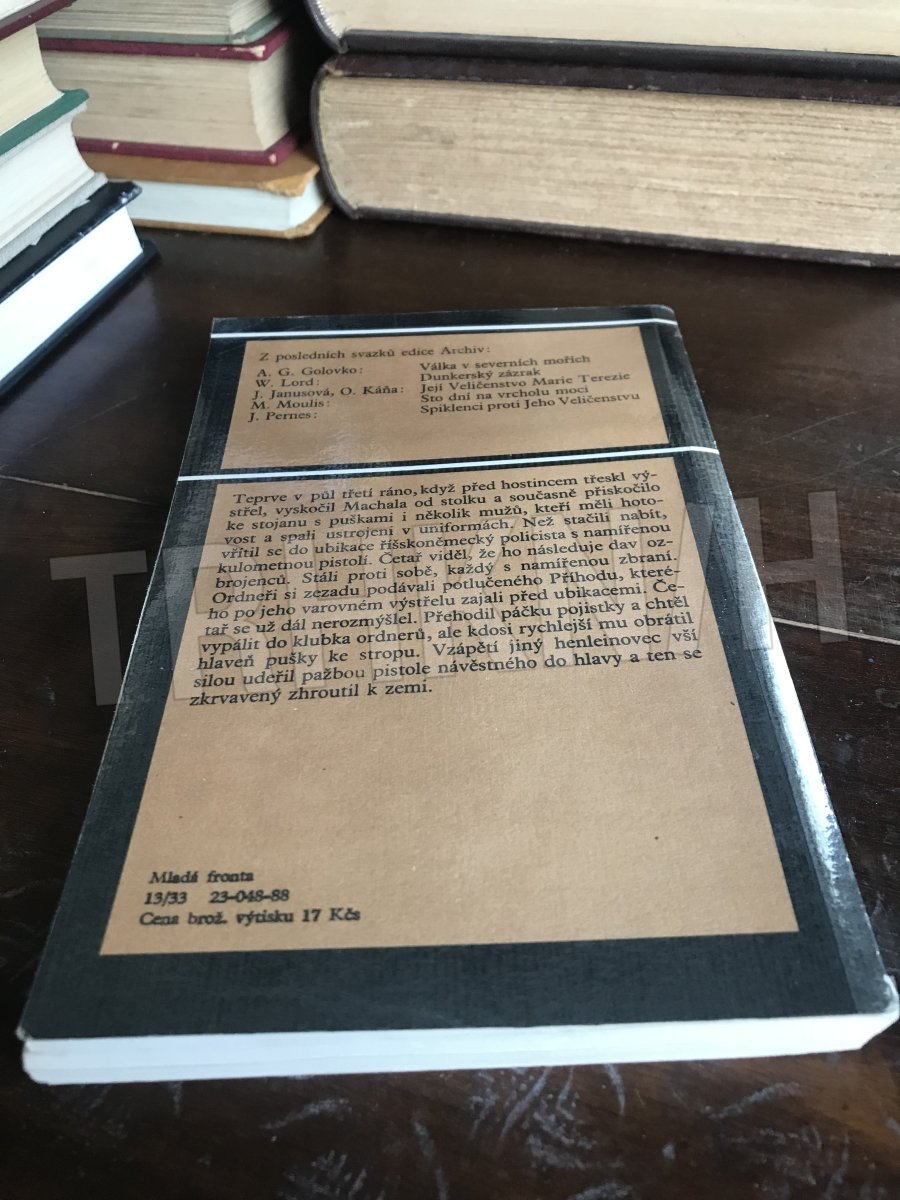 Z posledních svazků edice Archiv:
A. G. Golovko: Válka v severních mořích
W. Lord: Dunkerský zázrak
J. Janusová, O. Káňa: Její Veličenstvo Marie Terezie
M. Moulis: Sto dní na vrcholu moci
J. Pernes: Spiklenci proti Jeho Veličenstvu
Teprve v půl třetí ráno, když před hostincem třeskl vý-
střel, vyskočil Machala od stolku a současně přiskočilo
ke stojanu s puškami i několik mužů, kteří měli hoto-
vost a spali ustrojeni v uniformách. Než stačili nabít,
vřítil se do ubikace říšskoněmecký policista s namířenou
kulometnou pistolí. Četař viděl, že ho následuje dav oz-
brojenců. Stáli proti sobě, každý s namířenou zbraní.
Ordneři si zezadu podávali potlučeného Příhodu, které-
ho po jeho varovném výstřelu zajali před ubikacemi. Če-
tař se už dál nerozmýšlel. Přehodil páčku pojistky a chtěl
vypálit do klubka ordnerů, ale kdosi rychlejší mu obrátil
hlaveň pušky ke stropu. Vzápětí jiný henleinovec vší
silou udeřil pažbou pistole návěstného do hlavy a ten se
zkrvavený zhroutil k zemi.
Mladá fronta
13/33 23-048-88
Cena brož. výtisku 17 Kčs